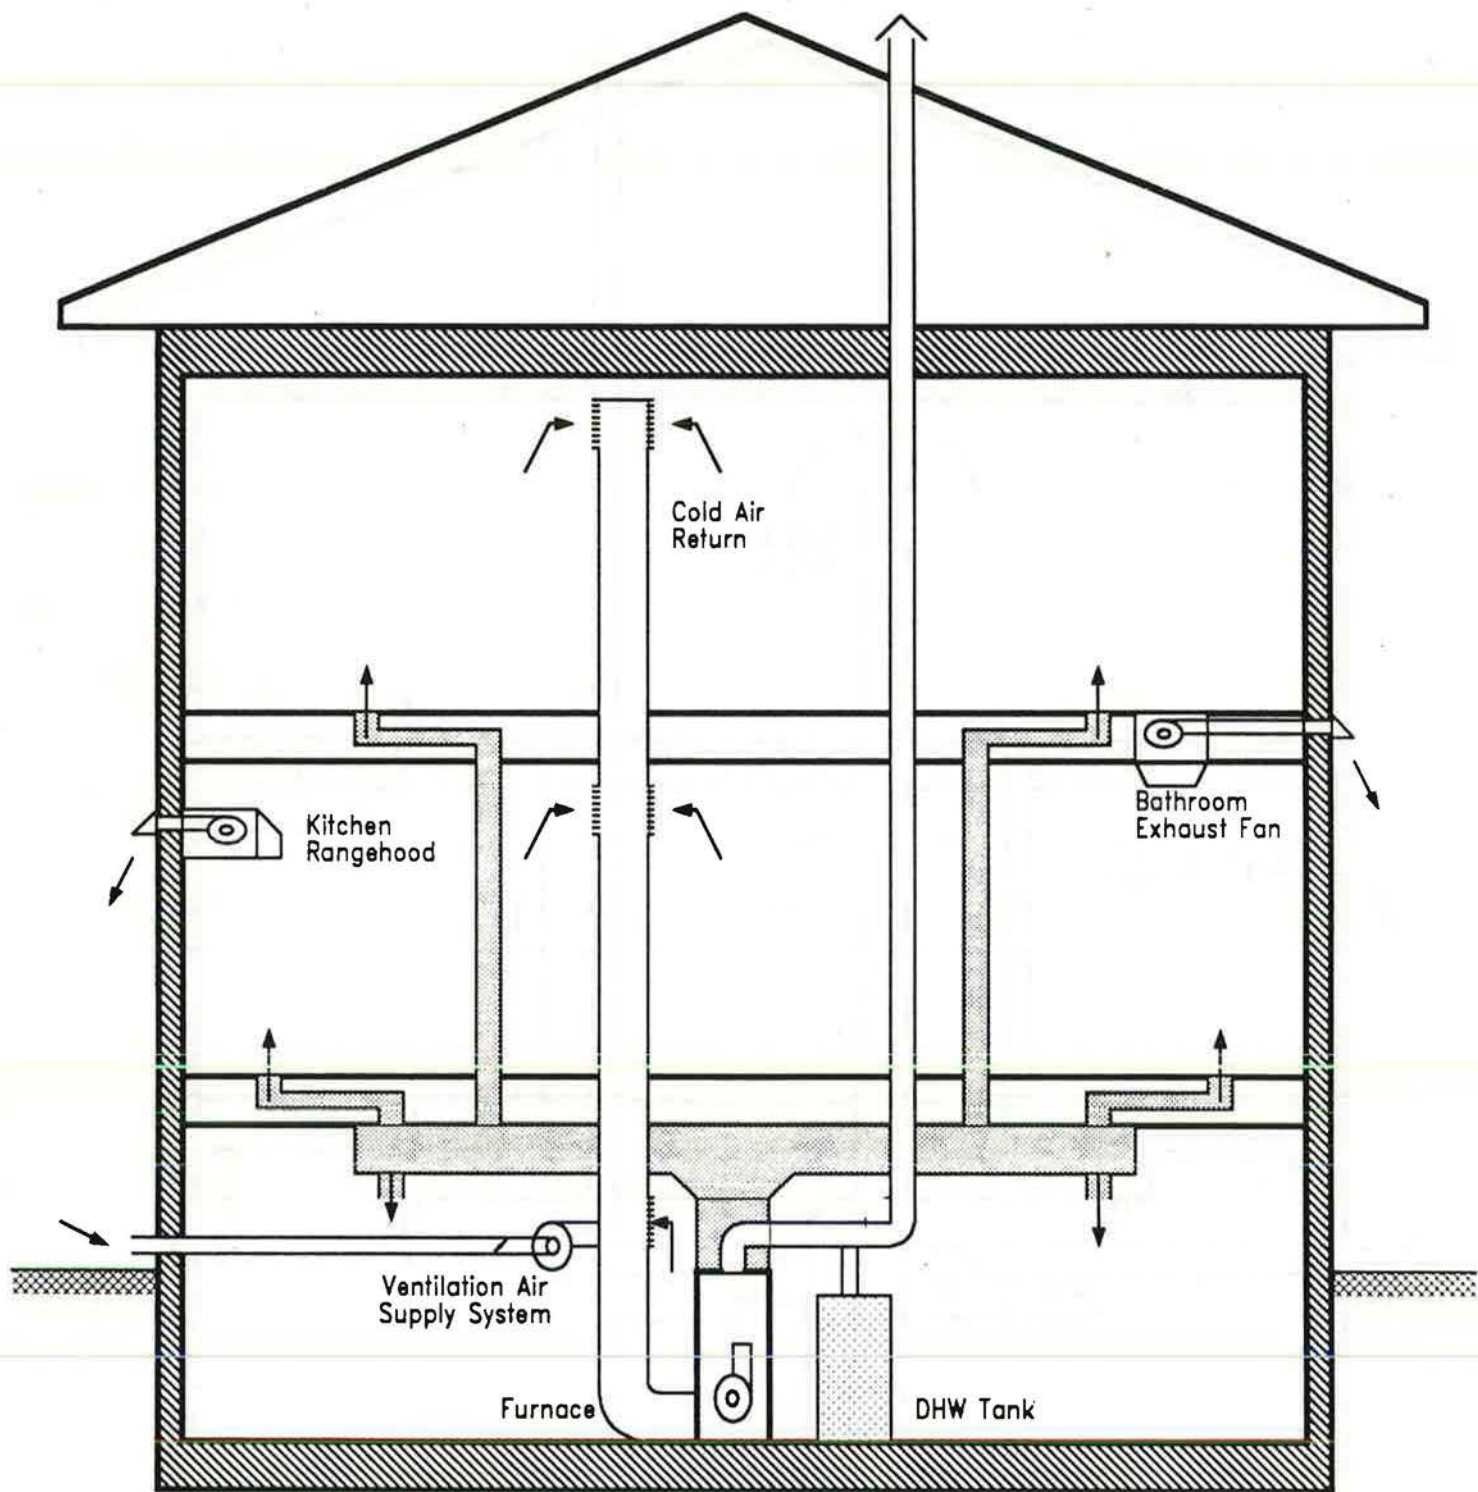 Cold Air
Return
Bathroom
Exhaust Fan
Kitchen
Rangehood
Ventilation Air
Supply System
Furnace
DHW Tank